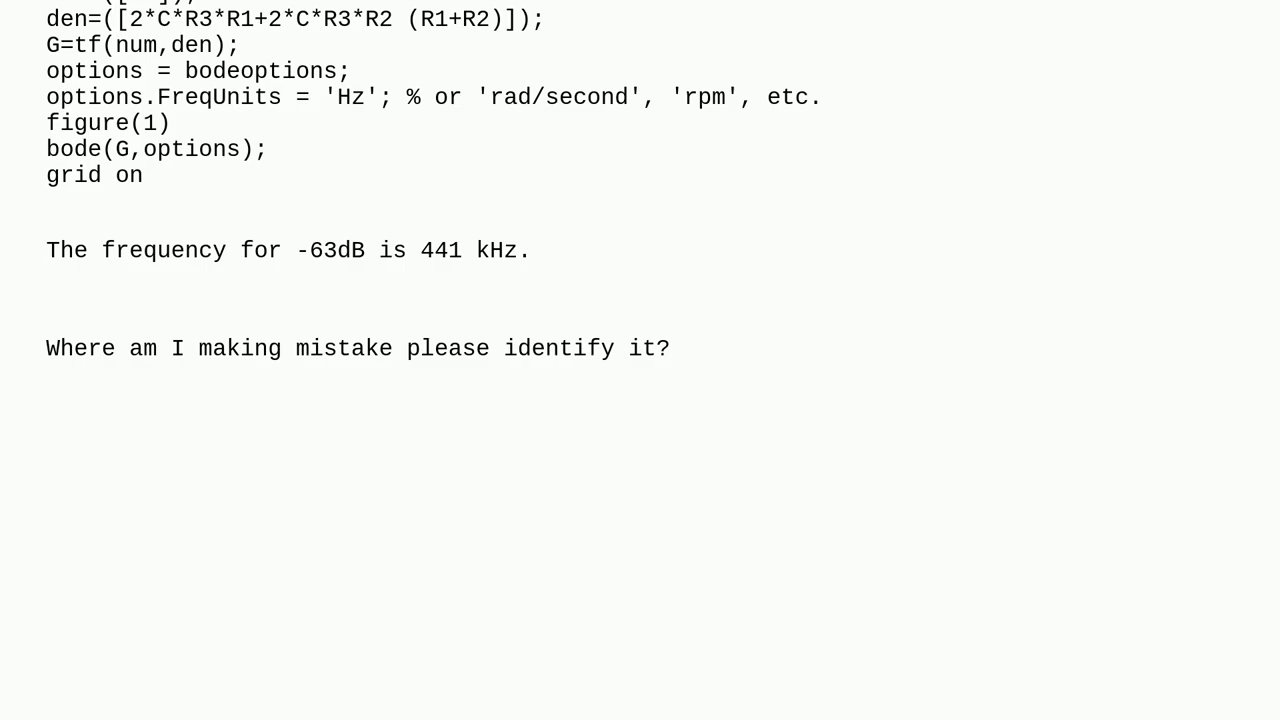 den=([2*C*R3*R1+2*C*R3*R2 (R1+R2)]);
G=tf(num,den);
options = bodeoptions;
options.FreqUnits = 'Hz'; % or 'rad/second', 'rpm', etc.
figure(1)
bode(G,options);
grid on
The frequency for -63dB is 441 kHz.
Where am I making mistake please identify it?